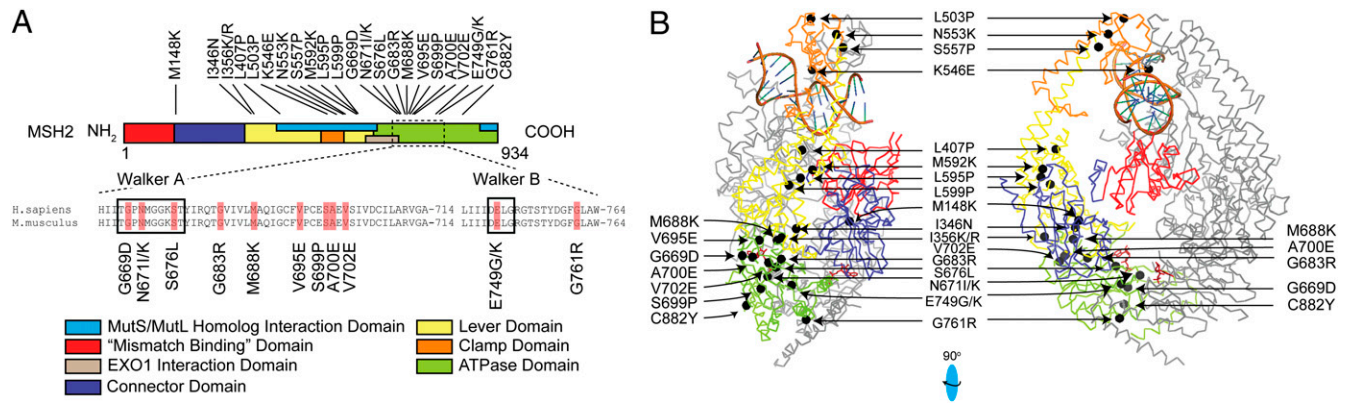 A
M148K
I346N
I356K/R
L407P
L503P
K546E
N553K
S557P
M592K
L595P
L599P
G669D
N671I/K
S676L
G683R
M688K
V695E
S699P
A700E
V702E
E749G/K
G761R
C882Y
MSH2 NH2 COOH
1 934
Walker A Walker B
H.sapiens HIITGPNMGGKSTYIRQTGVIVLMAQIGCFVPCESAEVSIVDCILARVGA-714 LIIIDELGRGTSTYDGFGLAW-764
M.musculus HIITGPNMGGKSTYIRQTGVIVLMAQIGCFVPCESAEVSIVDCILARVGA-714 LIIIDELGRGTSTYDGFGLAW-764
G669D
N671I/K
S676L
G683R
M688K
V695E
S699P
A700E
V702E
E749G/K
G761R
MutS/MutL Homolog Interaction Domain
"Mismatch Binding" Domain
EXO1 Interaction Domain
Connector Domain
Lever Domain
Clamp Domain
ATPase Domain
B
L503P
N553K
S557P
K546E
L407P
M592K
L595P
L599P
M148K
I346N
I356K/R
V702E
G683R
S676L
N671I/K
E749G/K
G761R
M688K
V695E
G669D
A700E
V702E
S699P
C882Y
M688K
A700E
G683R
G669D
C882Y
90°